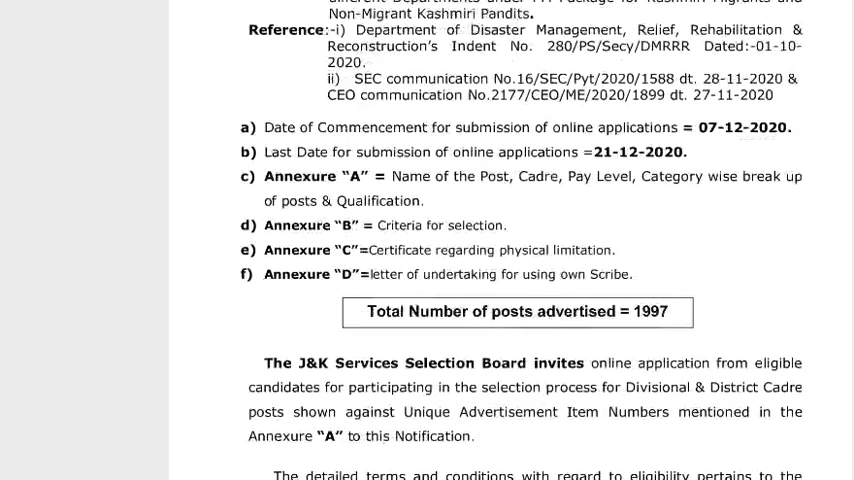 Non-Migrant Kashmiri Pandits.
Reference:-i) Department of Disaster Management, Relief, Rehabilitation &
Reconstruction's Indent No. 280/PS/Secy/DMRRR Dated:-01-10-
2020.
ii) SEC communication No.16/SEC/Pyt/2020/1588 dt. 28-11-2020 &
CEO communication No.2177/CEO/ME/2020/1899 dt. 27-11-2020
a) Date of Commencement for submission of online applications = 07-12-2020.
b) Last Date for submission of online applications =21-12-2020.
c) Annexure "A" = Name of the Post, Cadre, Pay Level, Category wise break up
of posts & Qualification.
d) Annexure "B" = Criteria for selection.
e) Annexure "C"=Certificate regarding physical limitation.
f) Annexure "D"=letter of undertaking for using own Scribe.
Total Number of posts advertised = 1997
The J&K Services Selection Board invites online application from eligible
candidates for participating in the selection process for Divisional & District Cadre
posts shown against Unique Advertisement Item Numbers mentioned in the
Annexure "A" to this Notification.
The detailed terms and conditions with regard to eligibility pertains to the